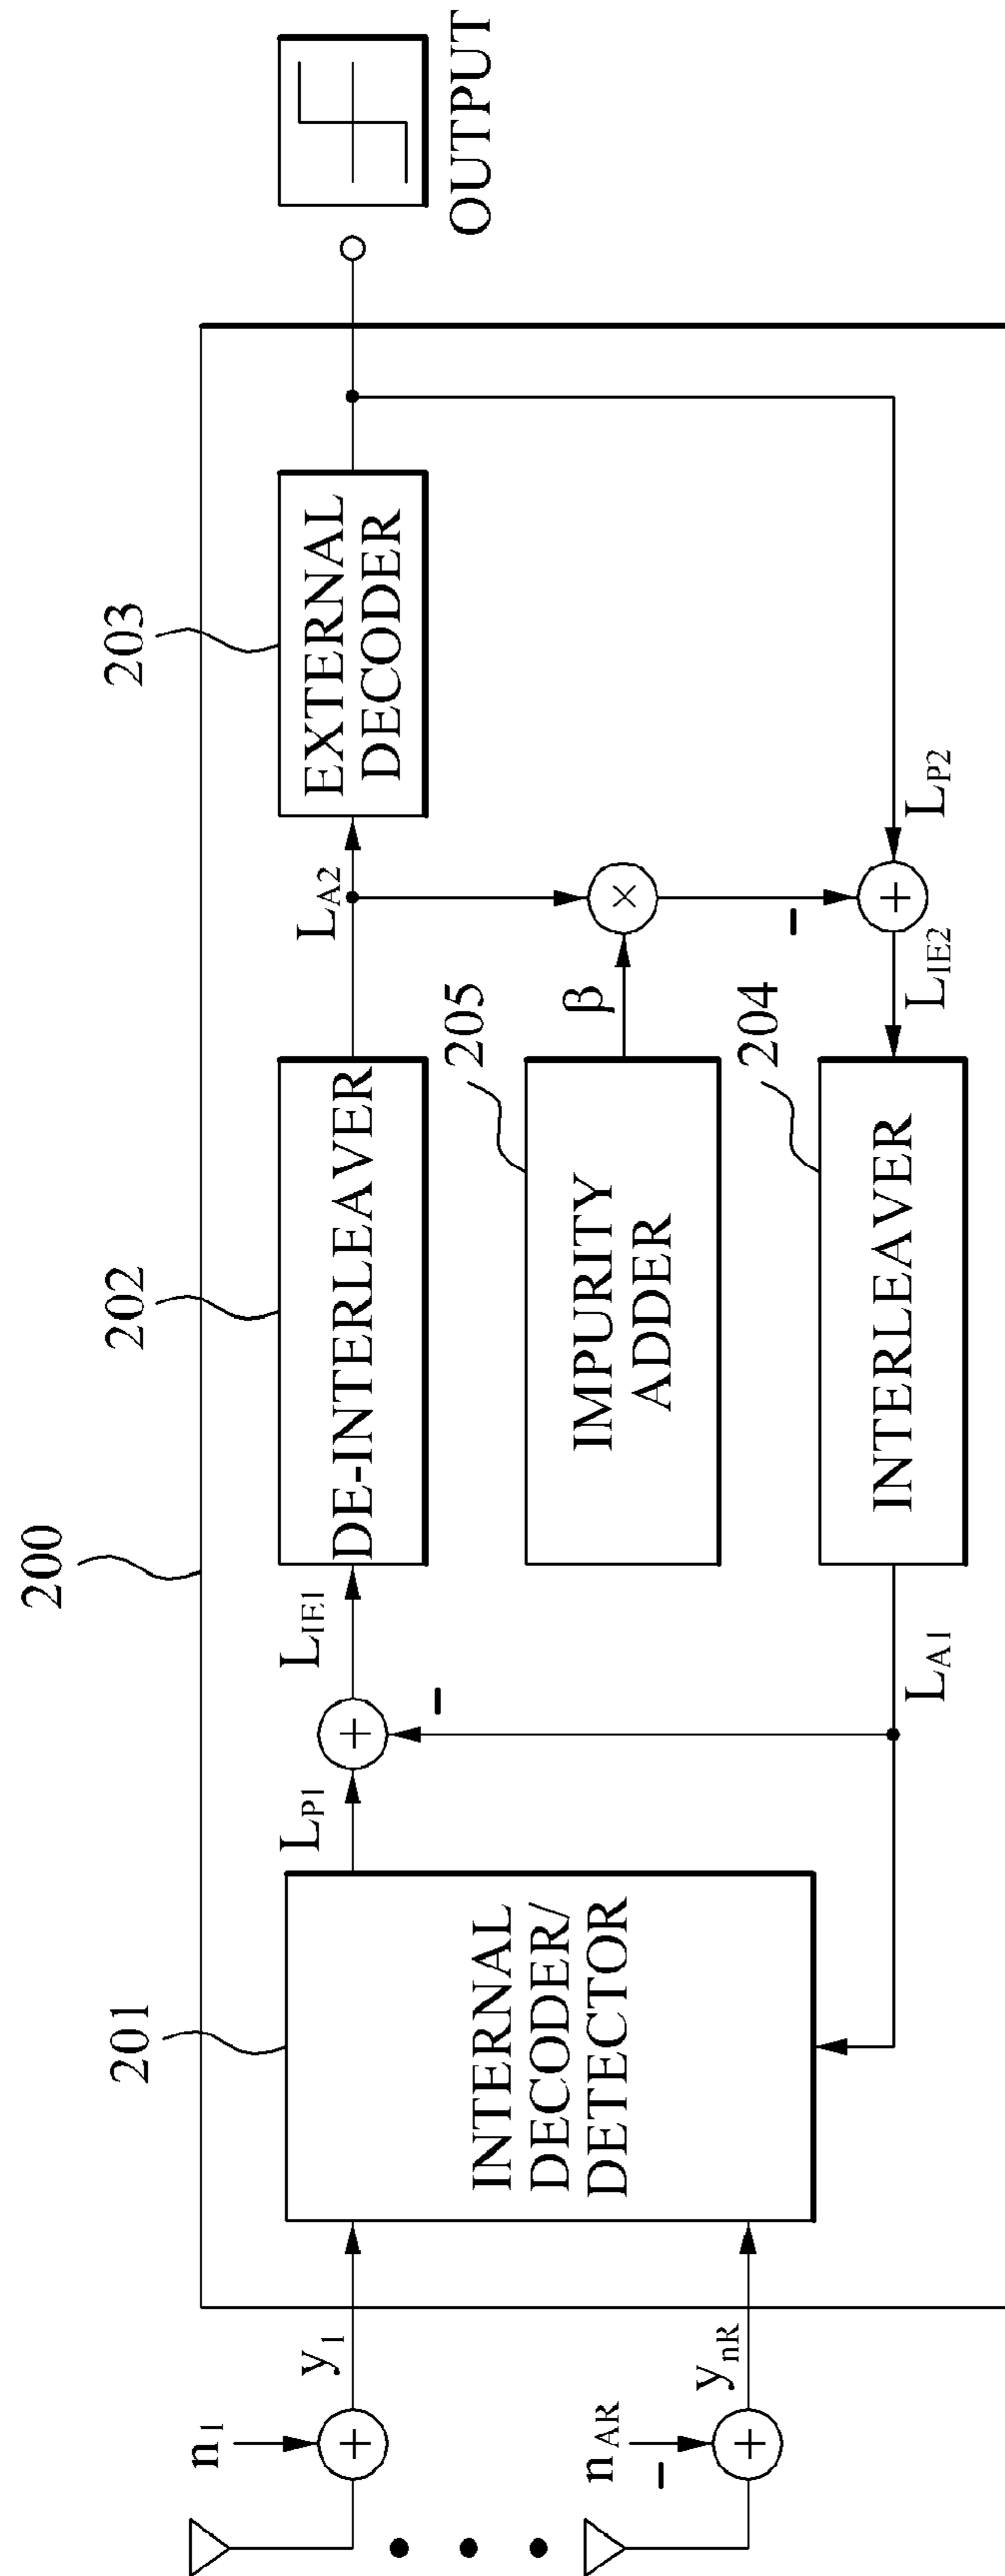 200
n1
y1
nAR
−
ynR
201
INTERNAL
DECODER/
DETECTOR
LP1
−
LIE1
202
DE-INTERLEAVER
LA2
203
EXTERNAL
DECODER
OUTPUT
205
IMPURITY
ADDER
β
×
−
204
INTERLEAVER
LA1
LIE2
LP2
+
+
+
+